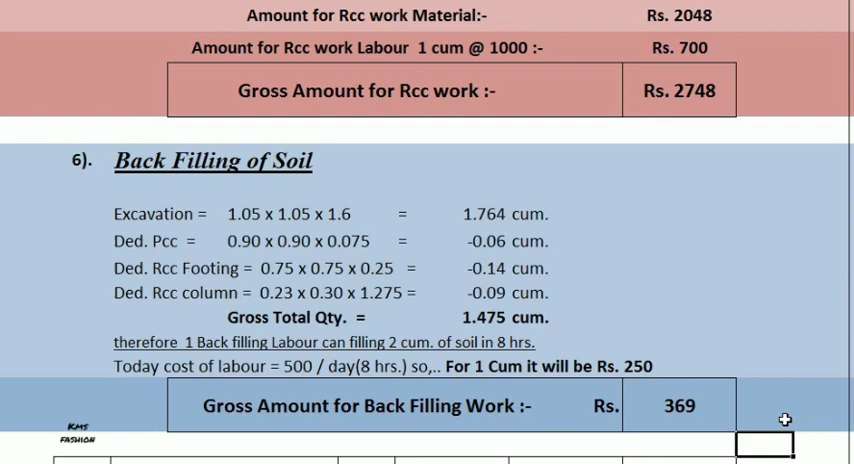 Amount for Rcc work Material:- Rs. 2048
Amount for Rcc work Labour 1 cum @ 1000 :- Rs. 700
Gross Amount for Rcc work :- Rs. 2748
6). Back Filling of Soil
Excavation = 1.05 x 1.05 x 1.6 = 1.764 cum.
Ded. Pcc = 0.90 x 0.90 x 0.075 = -0.06 cum.
Ded. Rcc Footing = 0.75 x 0.75 x 0.25 = -0.14 cum.
Ded. Rcc column = 0.23 x 0.30 x 1.275 = -0.09 cum.
Gross Total Qty. = 1.475 cum.
therefore 1 Back filling Labour can filling 2 cum. of soil in 8 hrs.
Today cost of labour = 500 / day(8 hrs.) so,.. For 1 Cum it will be Rs. 250
Gross Amount for Back Filling Work :- Rs. 369
KMS
FASHION